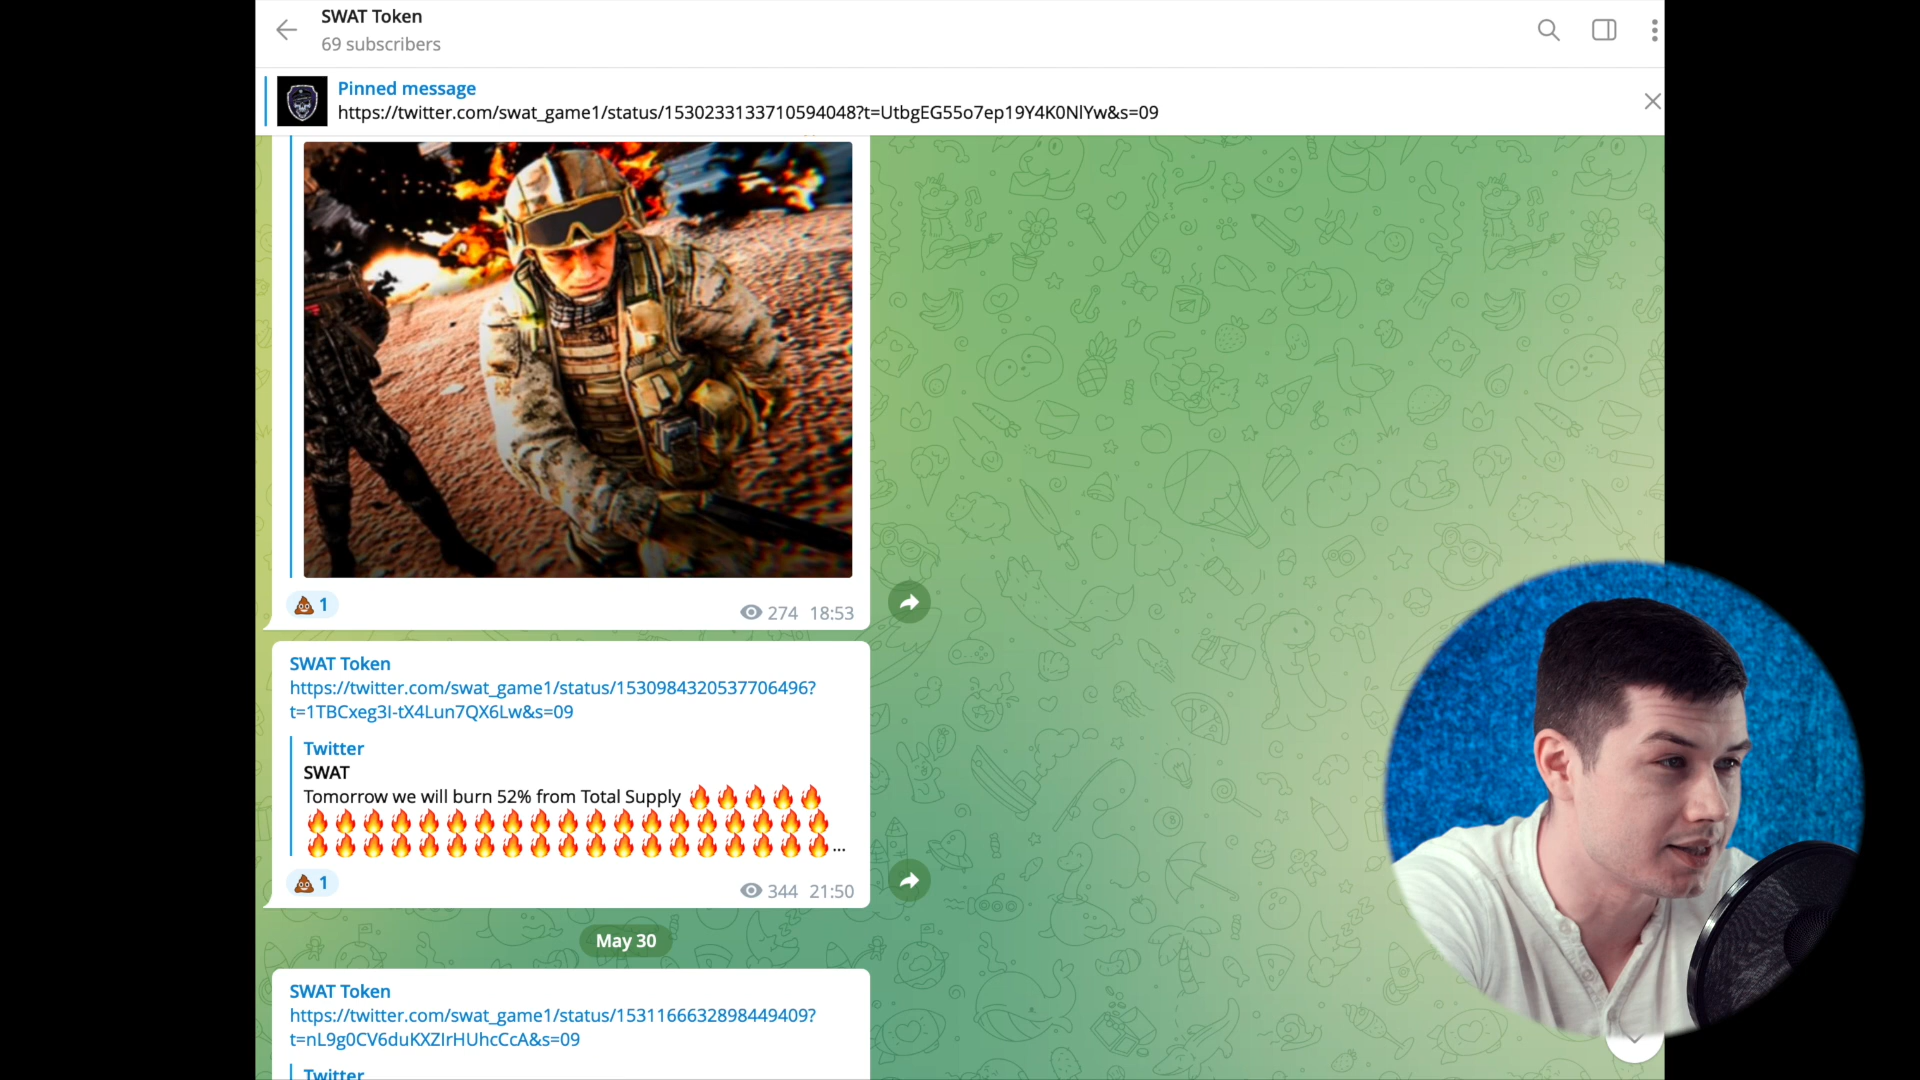 SWAT Token
69 subscribers
Pinned message
https://twitter.com/swat_game1/status/1530233133710594048?t=UtbgEG55o7ep19Y4K0NlYw&s=09
1
274 18:53
SWAT Token
https://twitter.com/swat_game1/status/1530984320537706496?
t=1TBCxeg3I-tX4Lun7QX6Lw&s=09
Twitter
SWAT
Tomorrow we will burn 52% from Total Supply 🔥🔥🔥🔥🔥
🔥🔥🔥🔥🔥🔥🔥🔥🔥🔥🔥🔥🔥🔥🔥🔥🔥🔥🔥
🔥🔥🔥🔥🔥🔥🔥🔥🔥🔥🔥🔥🔥🔥🔥🔥🔥🔥🔥...
1
344 21:50
May 30
SWAT Token
https://twitter.com/swat_game1/status/1531166632898449409?
t=nL9g0CV6duKXZIrHUhcCcA&s=09
Twitter